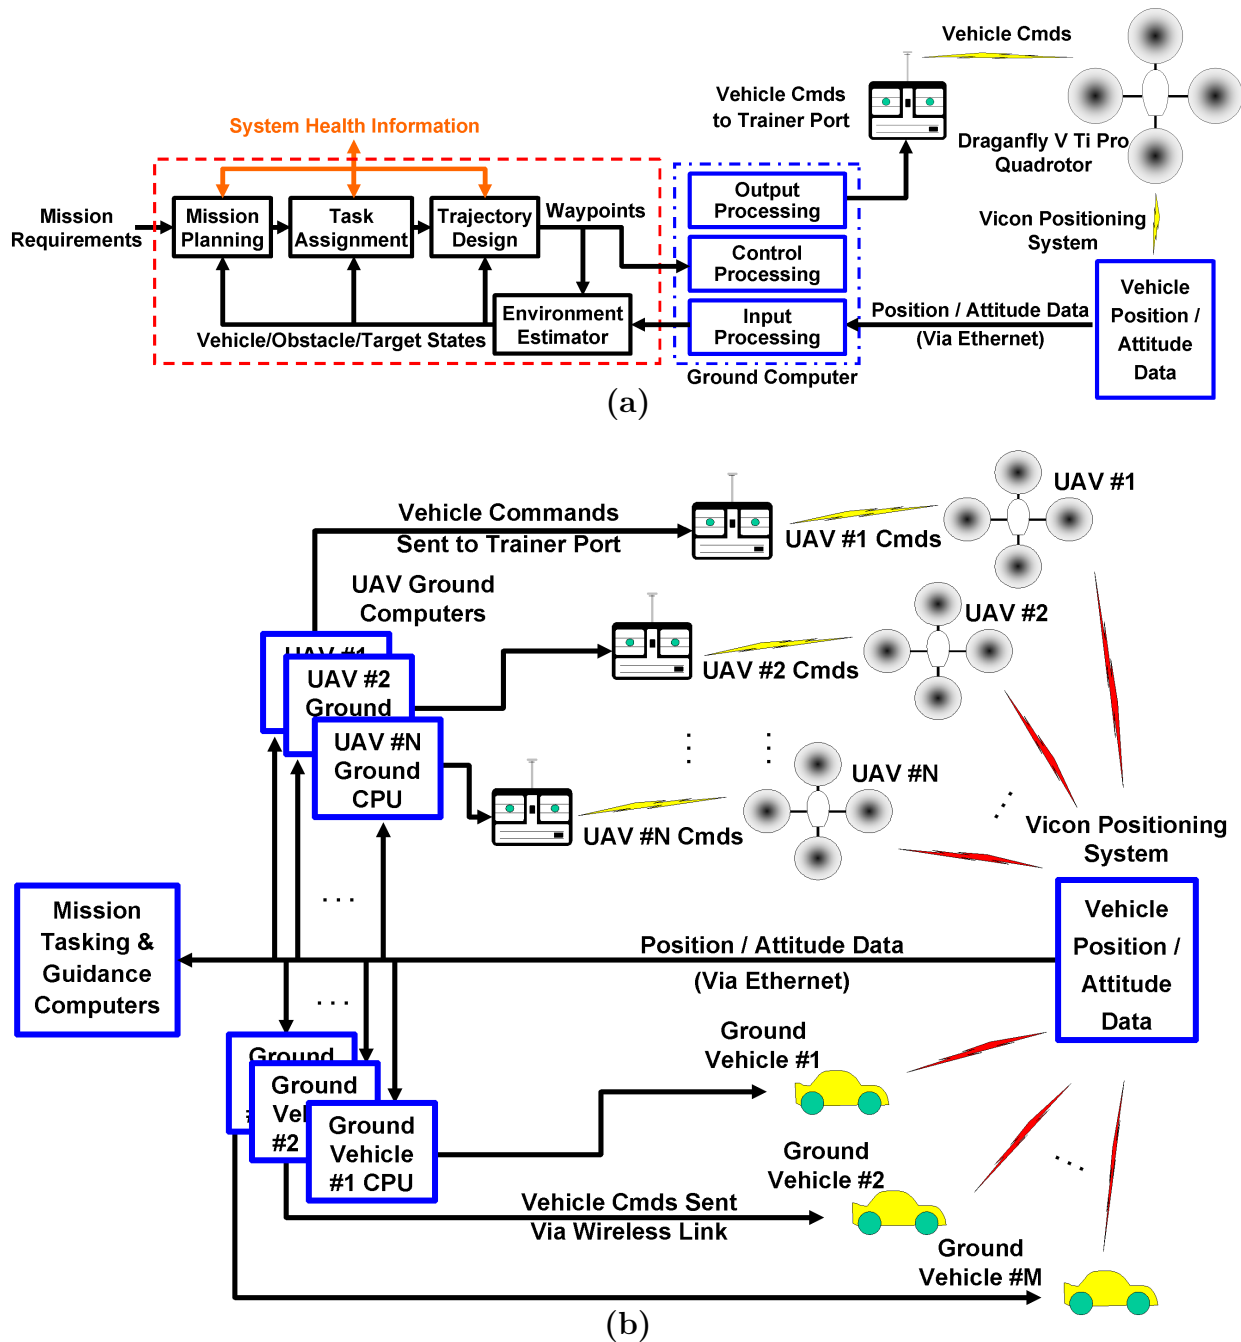 Vehicle Cmds
Vehicle Cmds
to Trainer Port
System Health Information
Draganfly V Ti Pro
Quadrotor
Mission
Requirements
Mission
Planning
Task
Assignment
Trajectory
Design
Waypoints
Output
Processing
Control
Processing
Input
Processing
Ground Computer
Environment
Estimator
Vehicle/Obstacle/Target States
Vicon Positioning
System
Position / Attitude Data
(Via Ethernet)
Vehicle
Position /
Attitude
Data
(a)
Vehicle Commands
Sent to Trainer Port
UAV #1 Cmds
UAV #1
UAV Ground
Computers
UAV #2 Cmds
UAV #2
UAV #1
UAV #2
Ground
UAV #N
Ground
CPU
UAV #N Cmds
UAV #N
. . .
. . .
. . .
Vicon Positioning
System
Vehicle
Position /
Attitude
Data
. . .
Mission
Tasking &
Guidance
Computers
Position / Attitude Data
(Via Ethernet)
. . .
Ground
#
Ground
Veh
#2
Ground
Vehicle
#1 CPU
Ground
Vehicle #1
Ground
Vehicle #2
. . .
Vehicle Cmds Sent
Via Wireless Link
Ground
Vehicle #M
(b)